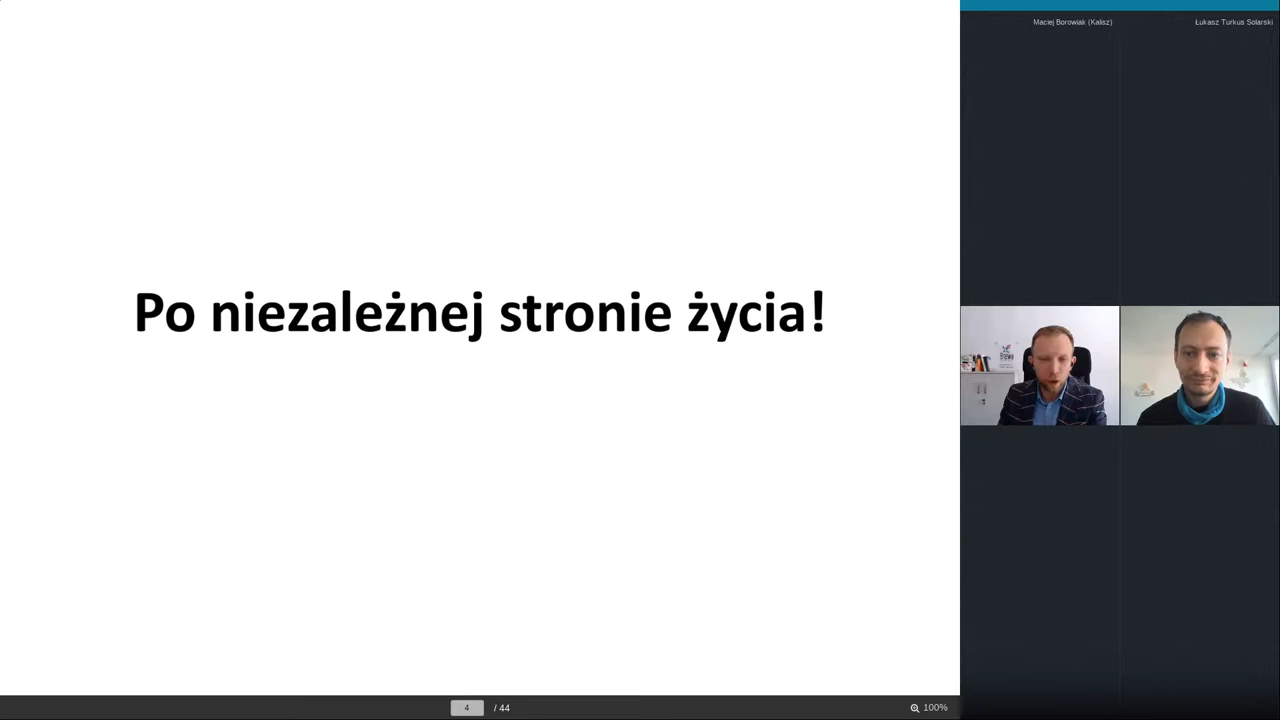 Maciej Borowiak (Kalisz)
Łukasz Turkus Solarski
Po niezależnej stronie życia!
4 / 44
100%